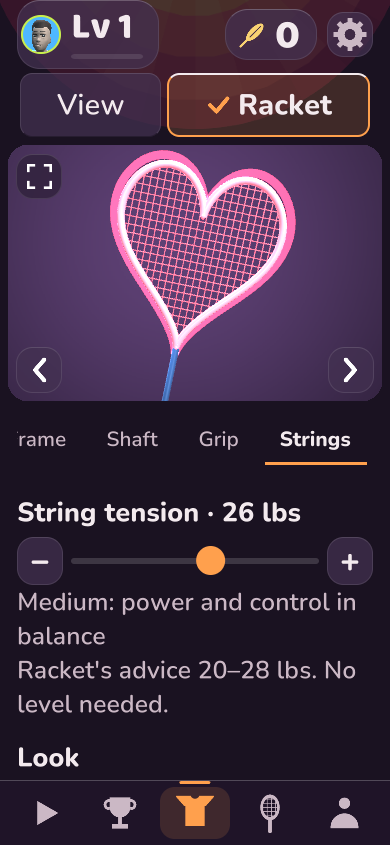 Lv 1
0
View
Racket
rame
Shaft
Grip
Strings
String tension · 26 lbs
Medium: power and control in
balance
Racket's advice 20–28 lbs. No
level needed.
Look